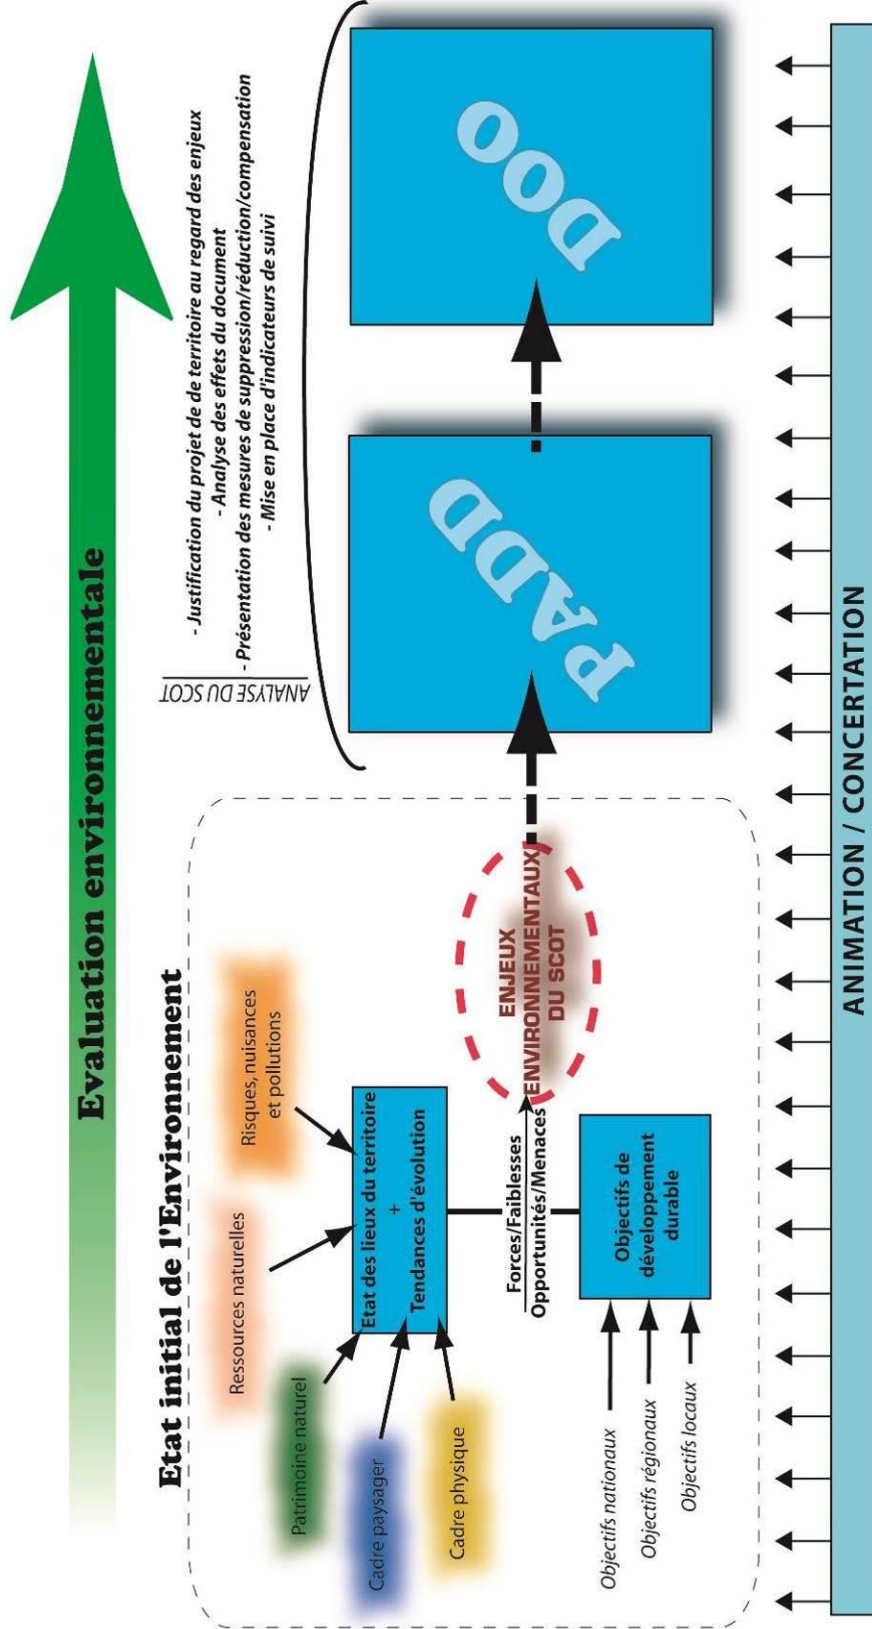 Evaluation environnementale
Etat initial de l'Environnement
Risques, nuisances
et pollutions
Ressources naturelles
Patrimoine naturel
Cadre paysager
Cadre physique
Etat des lieux du territoire
+
Tendances d'évolution
Forces/Faiblesses
Opportunités/Menaces
Objectifs de
développement
durable
Objectifs nationaux
Objectifs régionaux
Objectifs locaux
ENJEUX
ENVIRONNEMENTAUX
DU SCOT
ANALYSE DU SCOT
- Justification du projet de de territoire au regard des enjeux
- Analyse des effets du document
- Présentation des mesures de suppression/réduction/compensation
- Mise en place d'indicateurs de suivi
PADD
DOO
ANIMATION / CONCERTATION